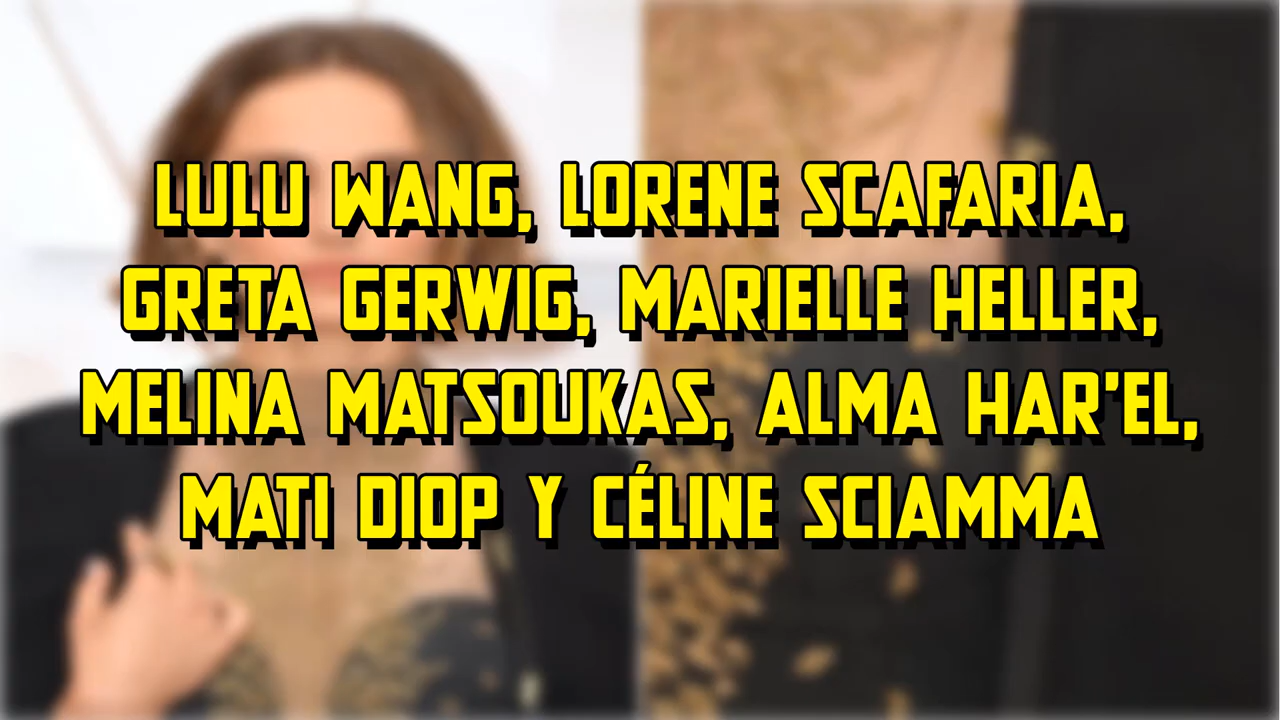 LULU WANG, LORENE SCAFARIA,
GRETA GERWIG, MARIELLE HELLER,
MELINA MATSOUKAS, ALMA HAR'EL,
MATI DIOP Y CÉLINE SCIAMMA